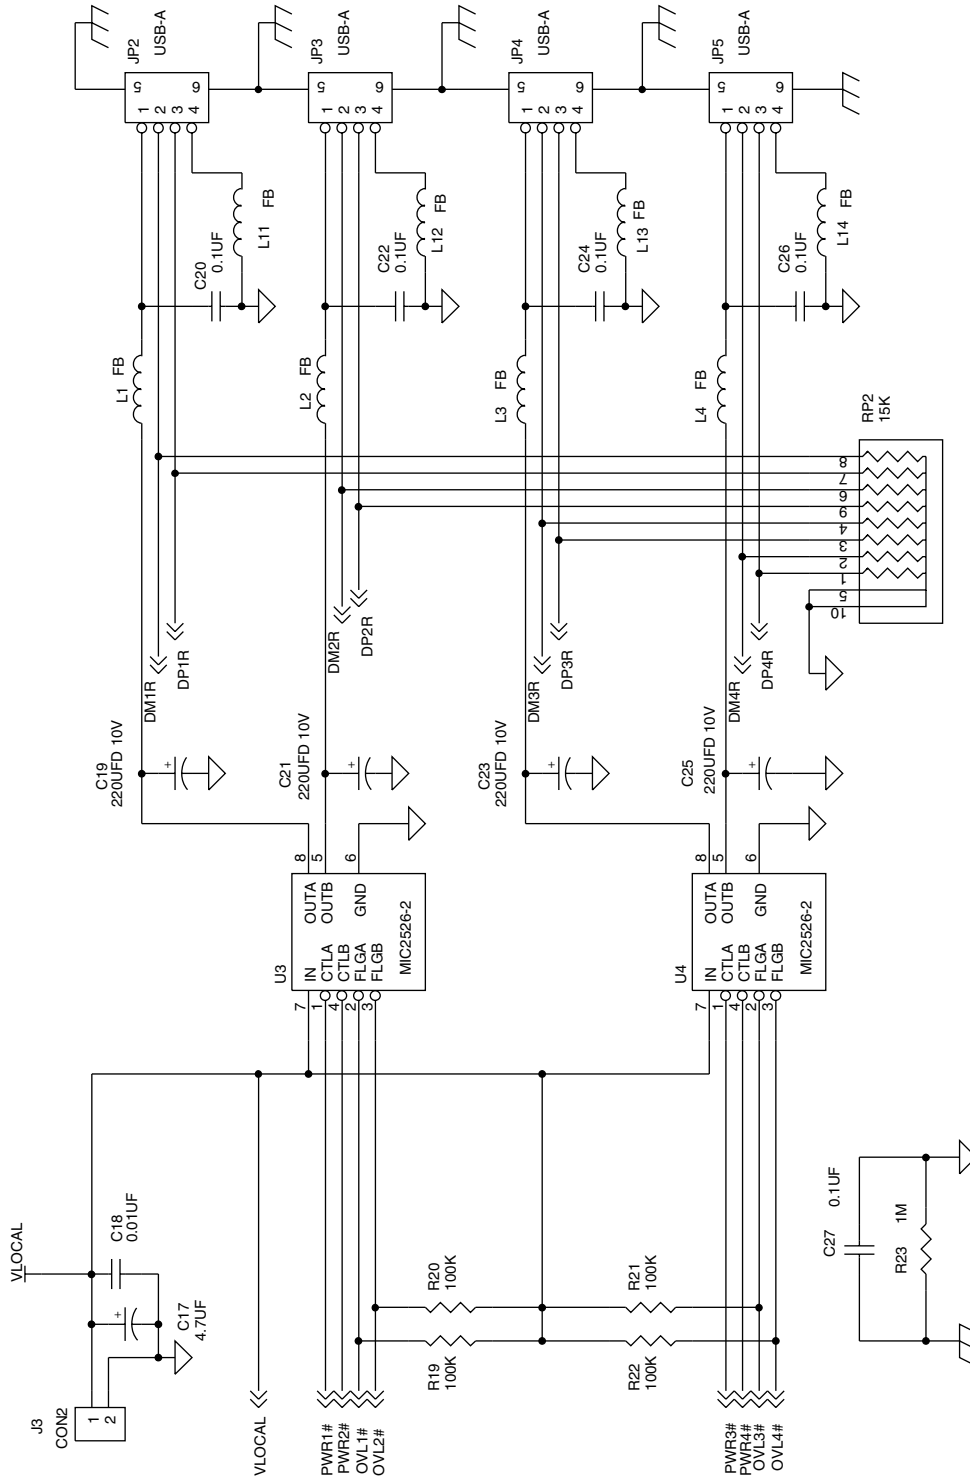 J3
CON2
1
2
VLOCAL
C18
0.01UF
+
C17
4.7UF
VLOCAL
PWR1#
PWR2#
OVL1#
OVL2#
R19
100K
R20
100K
R22
100K
R21
100K
PWR3#
PWR4#
OVL3#
OVL4#
C27
0.1UF
R23
1M
U3
7
1
4
2
3
IN
CTLA
CTLB
FLGA
FLGB
OUTA
OUTB
GND
8
5
6
MIC2526-2
U4
7
1
4
2
3
IN
CTLA
CTLB
FLGA
FLGB
OUTA
OUTB
GND
8
5
6
MIC2526-2
C19
220UFD 10V
+
C21
220UFD 10V
+
C23
220UFD 10V
+
C25
220UFD 10V
+
DM1R
DP1R
DM2R
DP2R
DM3R
DP3R
DM4R
DP4R
RP2
15K
8
7
6
9
4
3
2
1
5
10
L1 FB
L2 FB
L3 FB
L4 FB
C20
0.1UF
L11 FB
C22
0.1UF
L12 FB
C24
0.1UF
L13 FB
C26
0.1UF
L14 FB
JP2
USB-A
5
1
2
3
4
6
JP3
USB-A
5
1
2
3
4
6
JP4
USB-A
5
1
2
3
4
6
JP5
USB-A
5
1
2
3
4
6